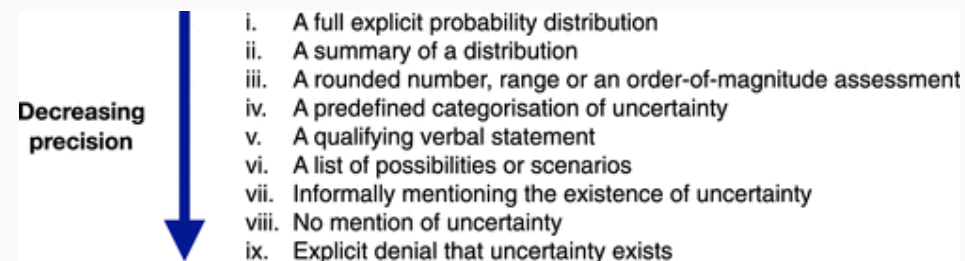 i. A full explicit probability distribution
ii. A summary of a distribution
iii. A rounded number, range or an order-of-magnitude assessment
Decreasing
precision
iv. A predefined categorisation of uncertainty
v. A qualifying verbal statement
vi. A list of possibilities or scenarios
vii. Informally mentioning the existence of uncertainty
viii. No mention of uncertainty
ix. Explicit denial that uncertainty exists